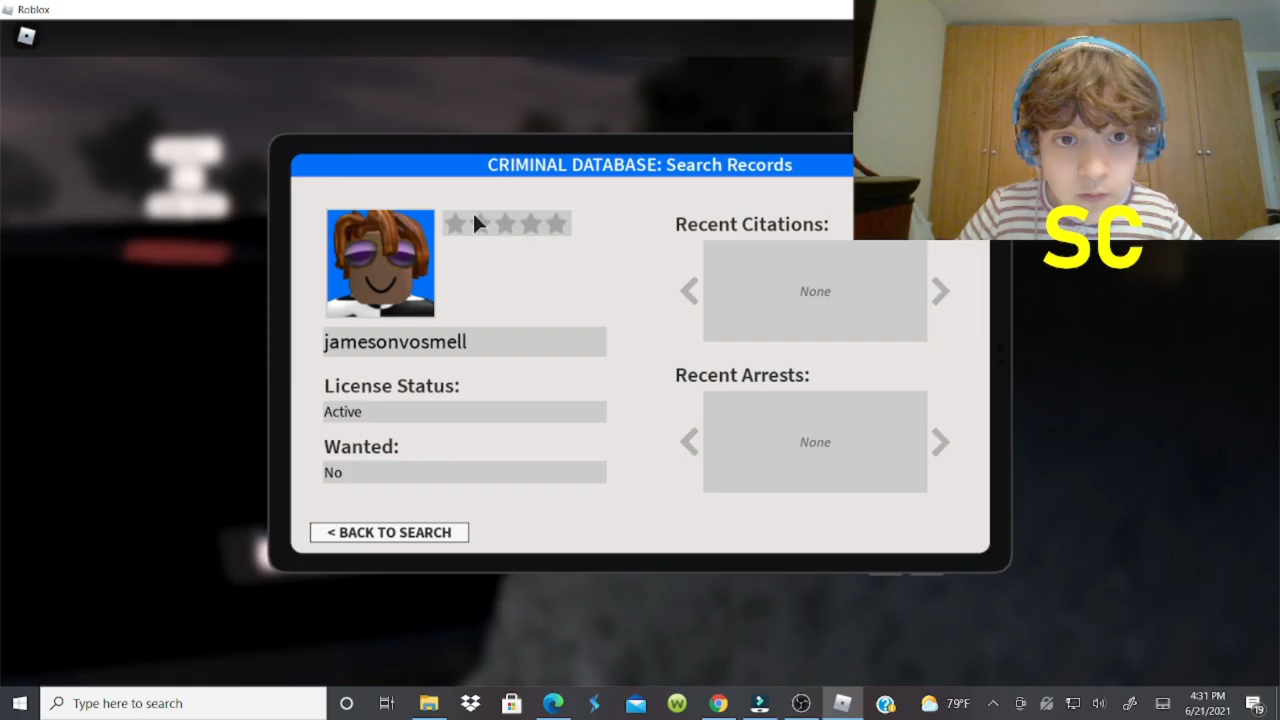 Roblox
CRIMINAL DATABASE: Search Records
jamesonvosmell
License Status:
Active
Wanted:
No
< BACK TO SEARCH
Recent Citations:
None
Recent Arrests:
None
SC
Type here to search
79°F
4:31 PM
6/21/2021
19